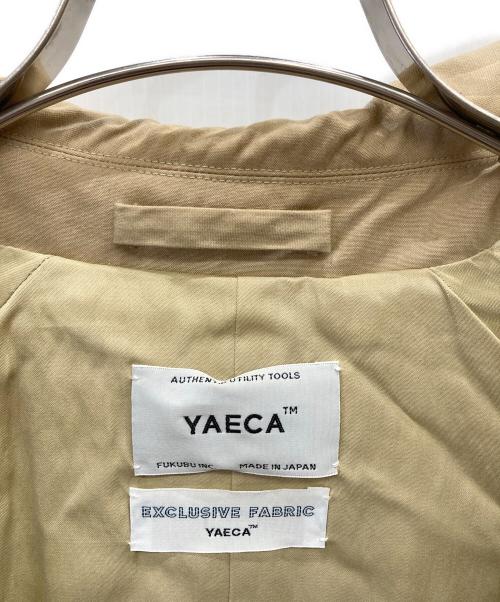 UTILITY TOOLS
YAECA™
FUKUBU INC MADE IN JAPAN
EXCLUSIVE FABRIC
YAECA™